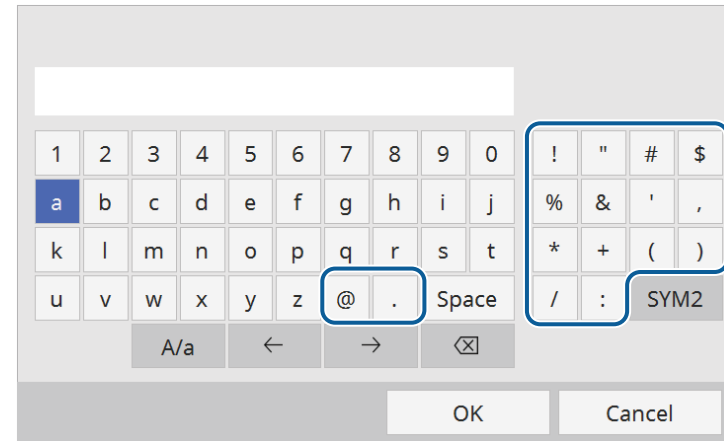 1 2 3 4 5 6 7 8 9 0 ! " # $
a b c d e f g h i j % & ' ,
k l m n o p q r s t * + ( )
u v w x y z @ . Space / : SYM2
A/a ← → ⌫
OK Cancel